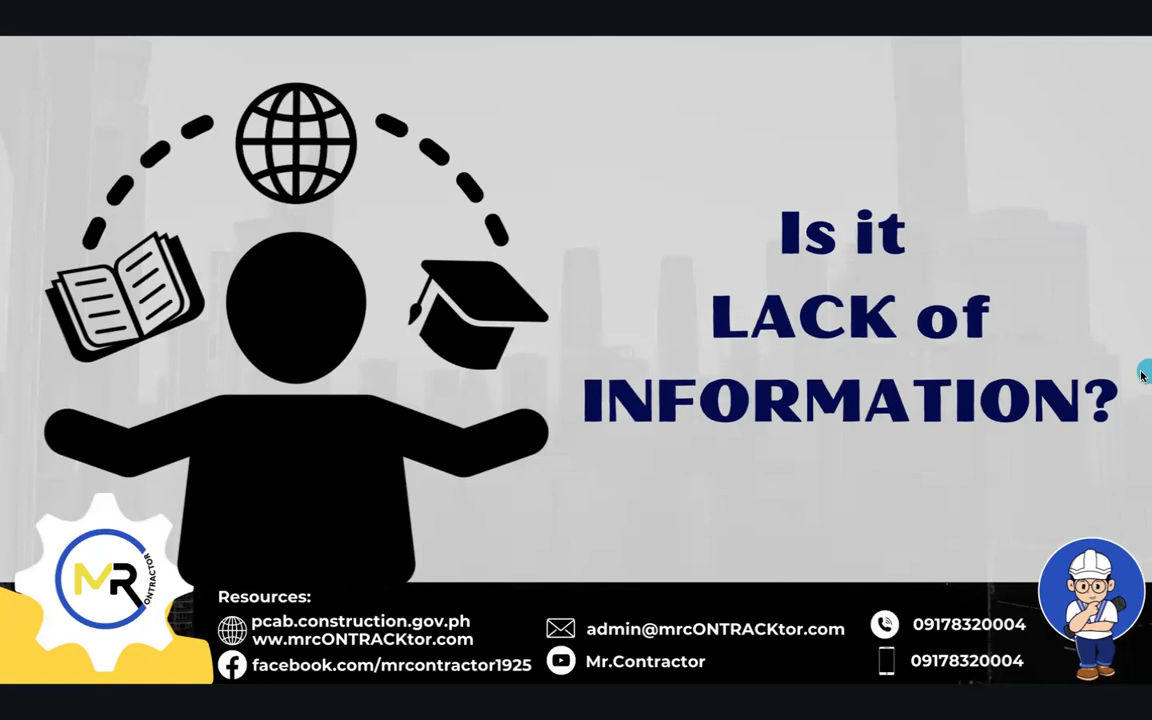 Is it
LACK of
INFORMATION?
MR
CONTRACTOR
Resources:
pcab.construction.gov.ph
ww.mrcONTRACKtor.com
facebook.com/mrcontractor1925
admin@mrcONTRACKtor.com
Mr.Contractor
09178320004
09178320004